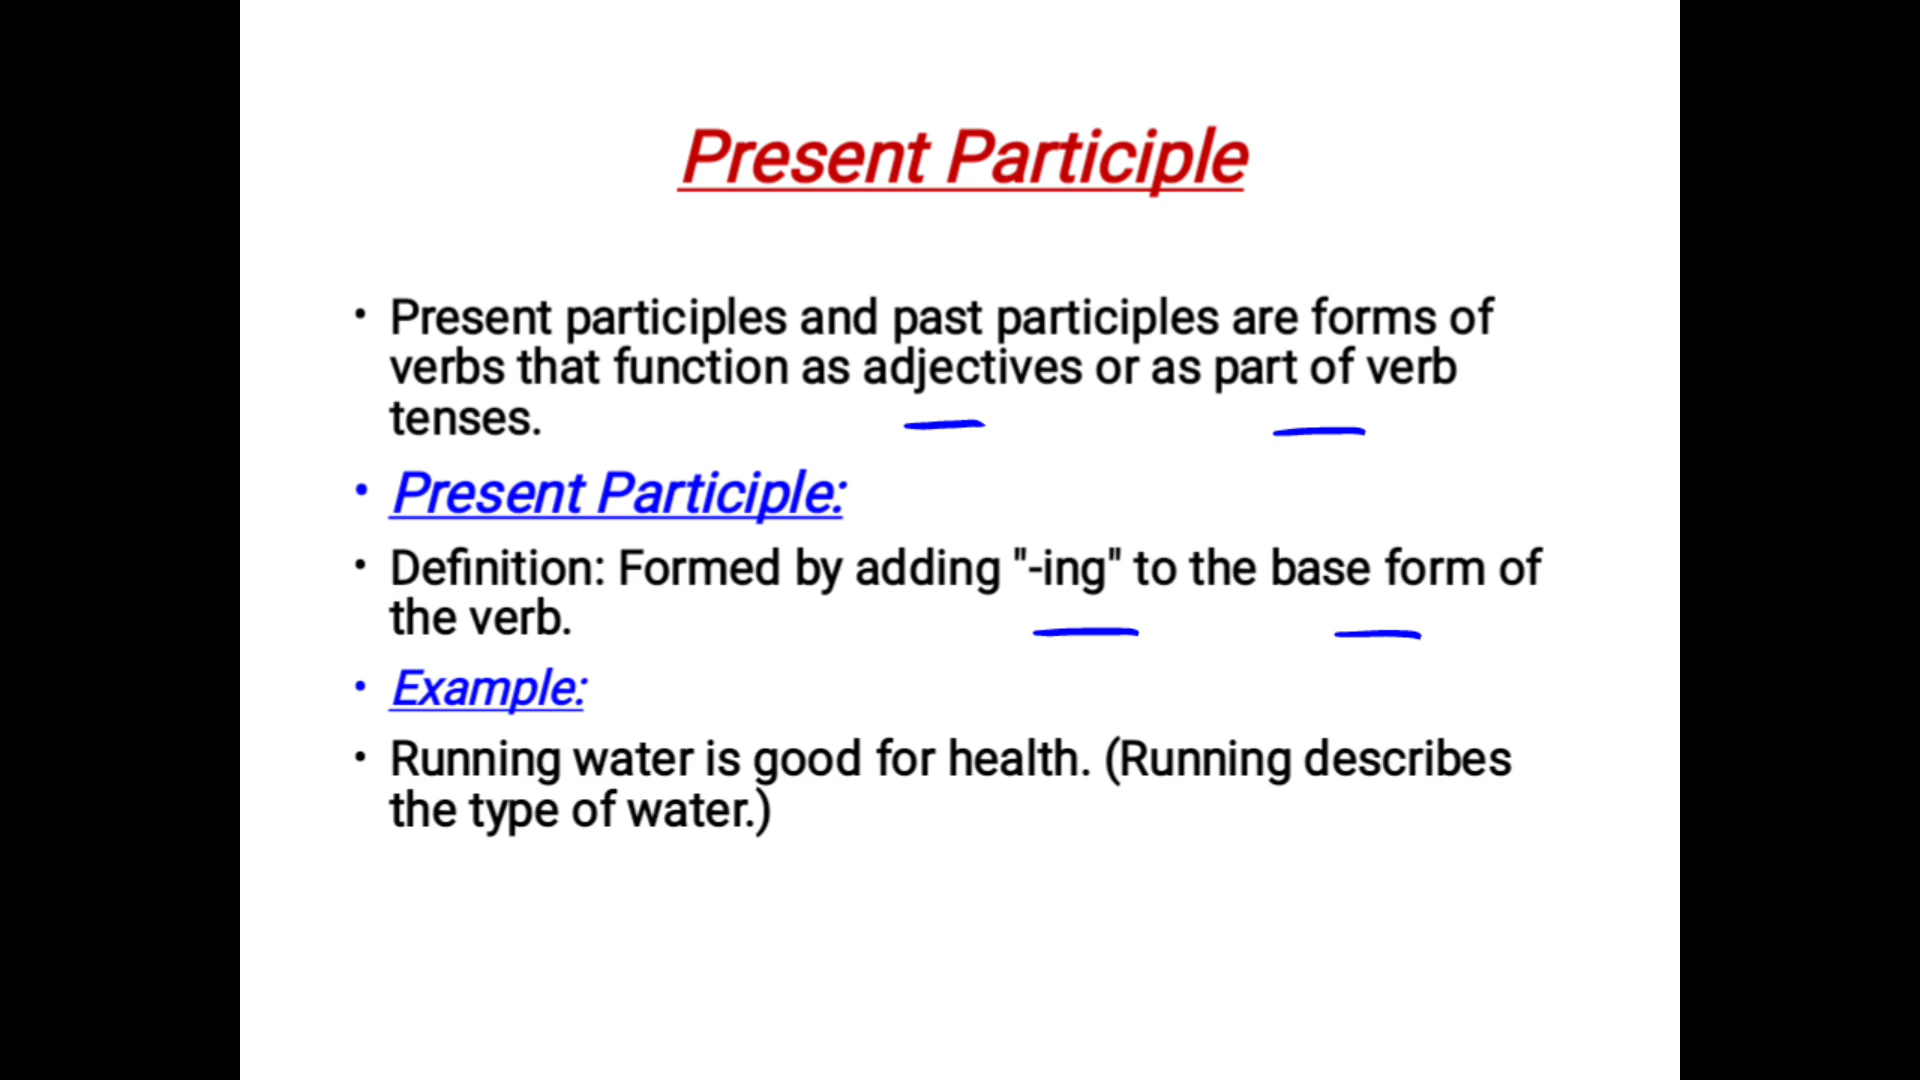 Present Participle
• Present participles and past participles are forms of
verbs that function as adjectives or as part of verb
tenses.
• Present Participle:
• Definition: Formed by adding "-ing" to the base form of
the verb.
• Example:
• Running water is good for health. (Running describes
the type of water.)